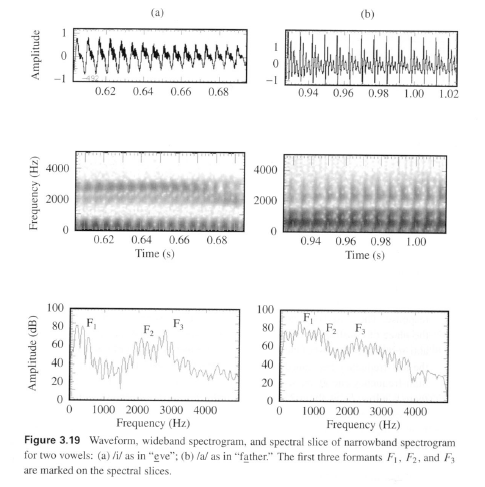 (a) (b)
Amplitude
1
0
−1
0.62 0.64 0.66 0.68
1
0
−1
0.94 0.96 0.98 1.00 1.02
Frequency (Hz)
4000
2000
0
0.62 0.64 0.66 0.68
Time (s)
4000
2000
0
0.94 0.96 0.98 1.00
Time (s)
Amplitude (dB)
100
80
60
40
20
0
F1 F2 F3
0 1000 2000 3000 4000
Frequency (Hz)
100
80
60
40
20
0
F1 F2 F3
0 1000 2000 3000 4000
Frequency (Hz)
Figure 3.19 Waveform, wideband spectrogram, and spectral slice of narrowband spectrogram
for two vowels: (a) /i/ as in “eve”; (b) /a/ as in “father.” The first three formants F1, F2, and F3
are marked on the spectral slices.